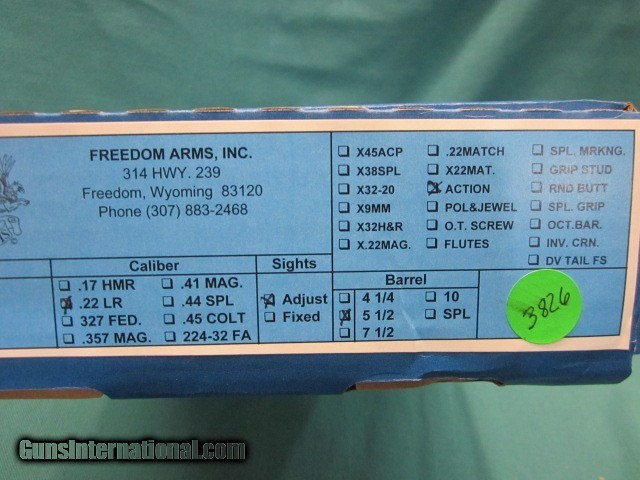 FREEDOM ARMS, INC.
314 HWY. 239
Freedom, Wyoming 83120
Phone (307) 883-2468
X45ACP
X38SPL
X32-20
X9MM
X32H&R
X.22MAG.
.22MATCH
X22MAT.
ACTION
POL&JEWEL
O.T. SCREW
FLUTES
SPL. MRKNG.
GRIP STUD
RND BUTT
SPL. GRIP
OCT.BAR.
INV. CRN.
DV TAIL FS
Caliber
.17 HMR
.22 LR
327 FED.
.357 MAG.
.41 MAG.
.44 SPL
.45 COLT
224-32 FA
Sights
Adjust
Fixed
Barrel
4 1/4
5 1/2
7 1/2
10
SPL
3826
GunsInternational.com